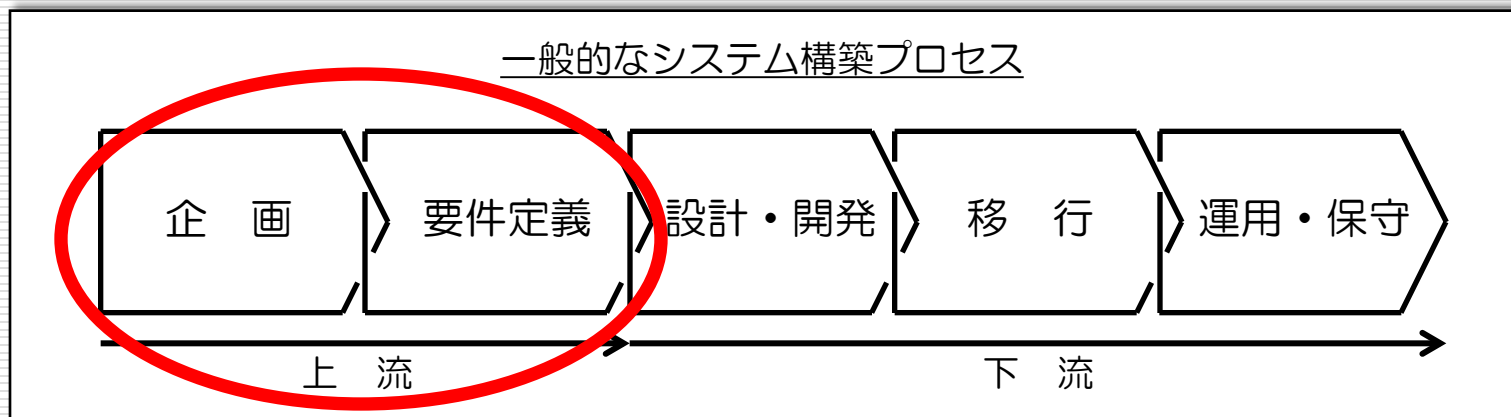 一般的なシステム構築プロセス
企　画　要件定義　設計・開発　移　行　運用・保守
上　流　下　流